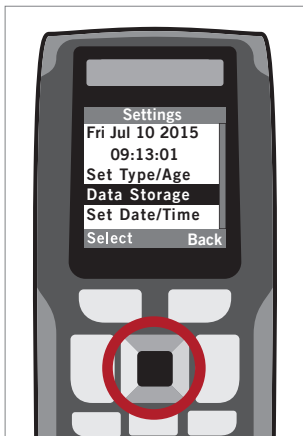 Settings
Fri Jul 10 2015
09:13:01
Set Type/Age
Data Storage
Set Date/Time
Select Back